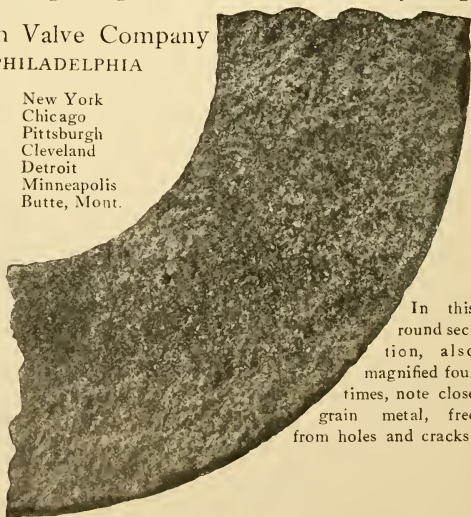 n Valve Company
PHILADELPHIA
New York
Chicago
Pittsburgh
Cleveland
Detroit
Minneapolis
Butte, Mont.
In this
round sec-
tion, also
magnified four
times, note close
grain metal, free
from holes and cracks